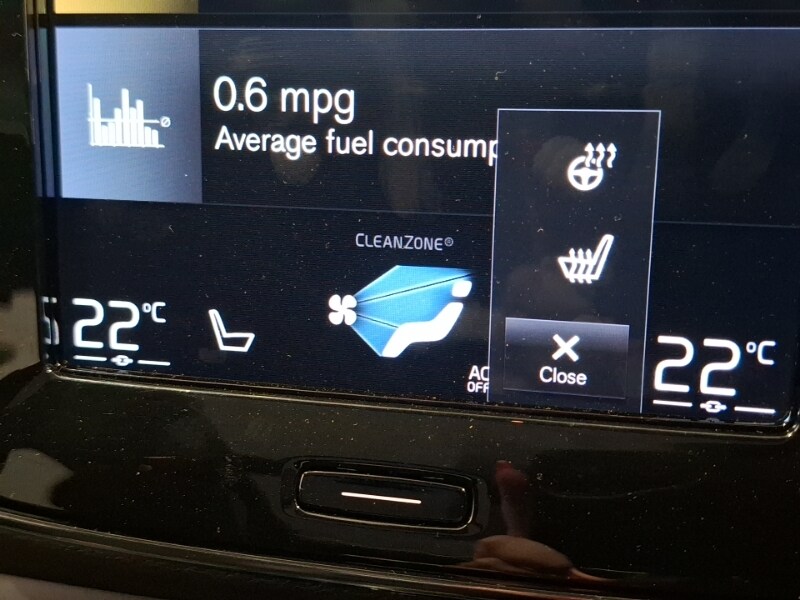 0.6 mpg
Average fuel consump
CLEANZONE®
22°C
AC
OFF
Close
22°C